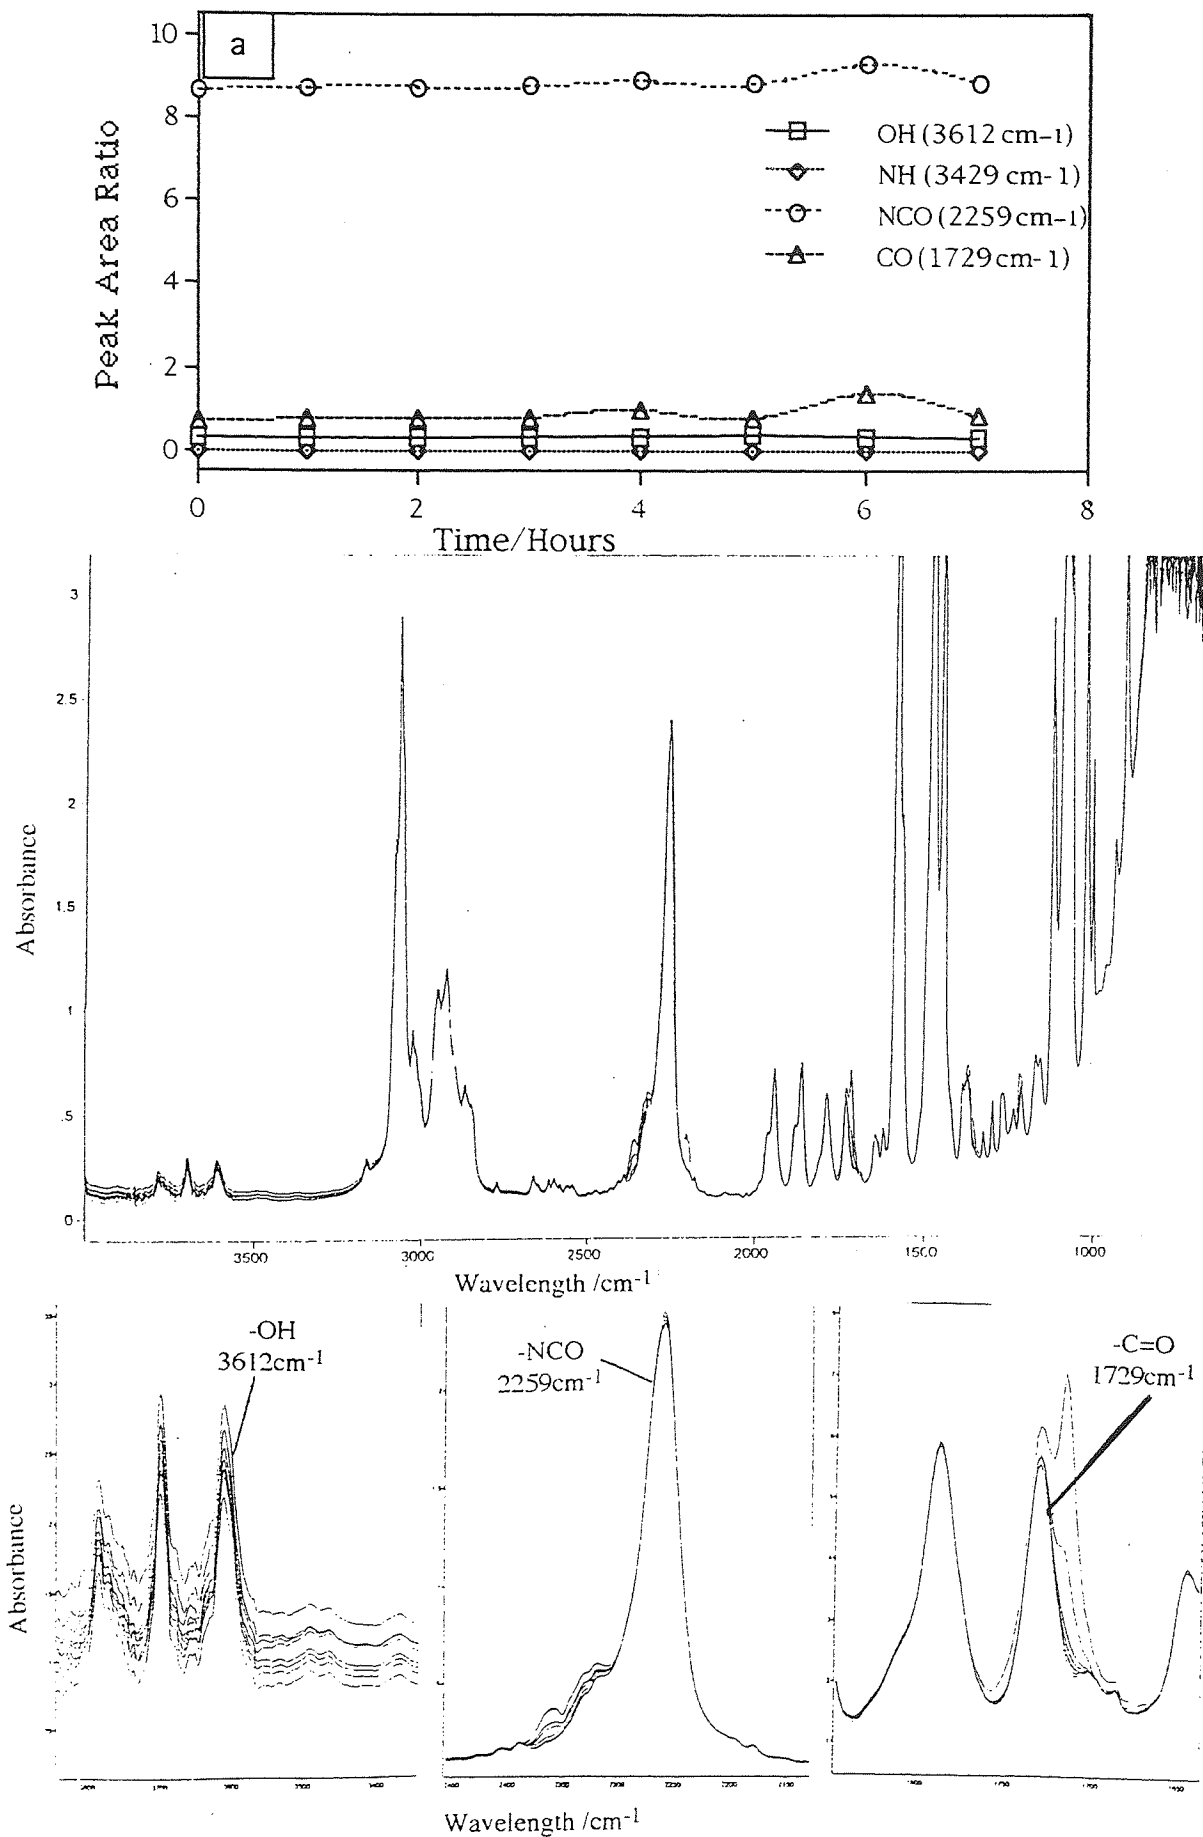 a
Peak Area Ratio
10
8
6
4
2
0
OH (3612 cm-1)
NH (3429 cm-1)
NCO (2259 cm-1)
CO (1729 cm-1)
0 2 4 6 8
Time/Hours
Absorbance
3
2.5
2
1.5
1
.5
0
3500 3000 2500 2000 1500 1000
Wavelength /cm-1
Absorbance
-OH
3612cm-1
-NCO
2259cm-1
-C=O
1729cm-1
Wavelength /cm-1